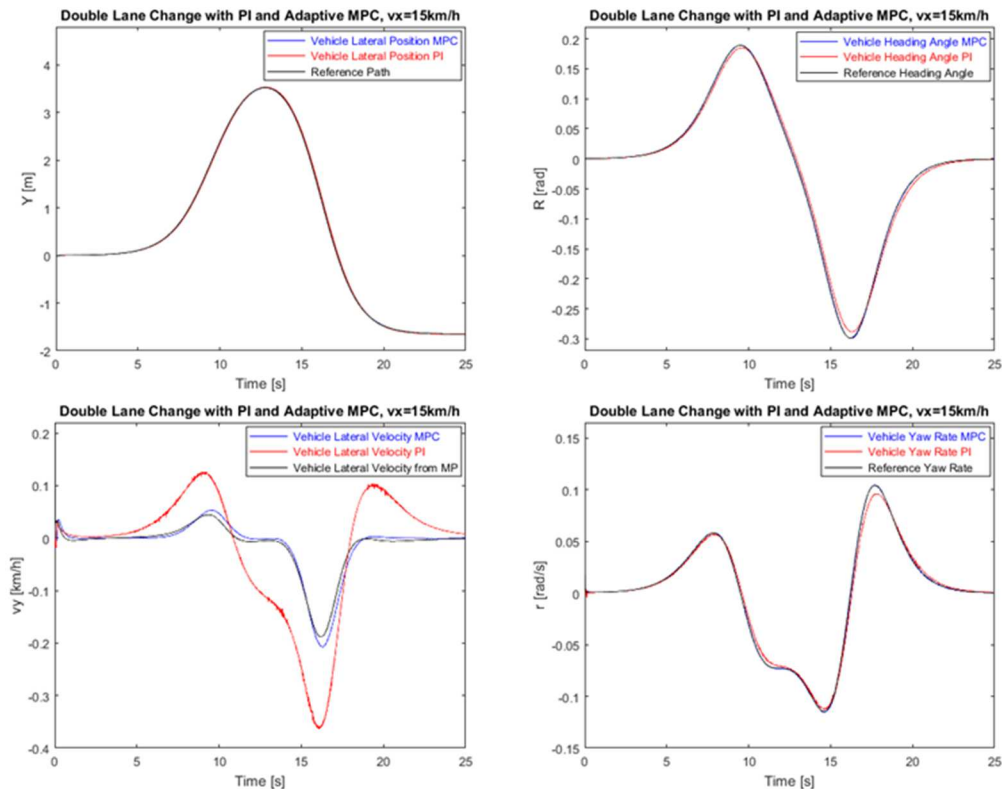 Double Lane Change with PI and Adaptive MPC, vx=15km/h
Vehicle Lateral Position MPC
Vehicle Lateral Position PI
Reference Path
Y [m]
4
3
2
1
0
-1
-2
0
5
10
15
20
25
Time [s]
Double Lane Change with PI and Adaptive MPC, vx=15km/h
Vehicle Heading Angle MPC
Vehicle Heading Angle PI
Reference Heading Angle
R [rad]
0.2
0.15
0.1
0.05
0
-0.05
-0.1
-0.15
-0.2
-0.25
-0.3
0
5
10
15
20
25
Time [s]
Double Lane Change with PI and Adaptive MPC, vx=15km/h
Vehicle Lateral Velocity MPC
Vehicle Lateral Velocity PI
Vehicle Lateral Velocity from MP
vy [km/h]
0.2
0.1
0
-0.1
-0.2
-0.3
-0.4
0
5
10
15
20
25
Time [s]
Double Lane Change with PI and Adaptive MPC, vx=15km/h
Vehicle Yaw Rate MPC
Vehicle Yaw Rate PI
Reference Yaw Rate
r [rad/s]
0.15
0.1
0.05
0
-0.05
-0.1
-0.15
0
5
10
15
20
25
Time [s]